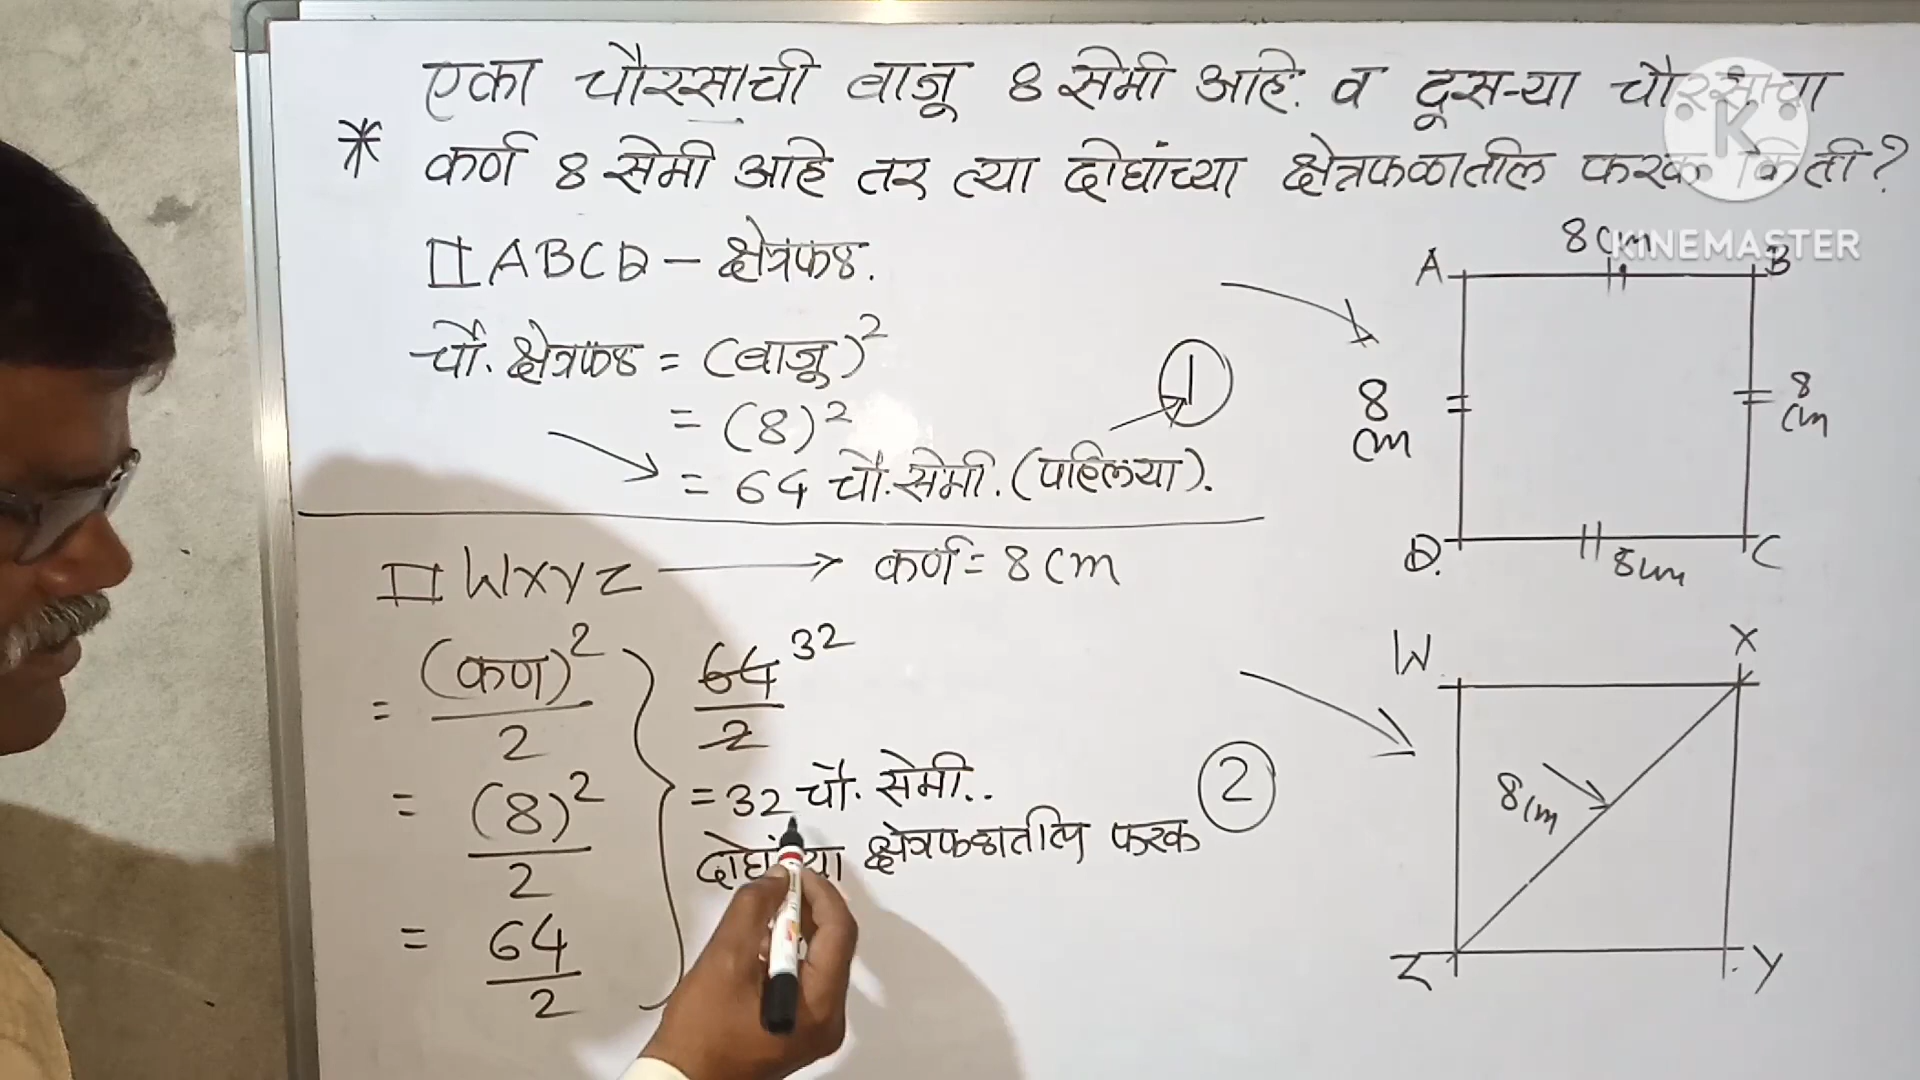 एका चौरसाची बाजू 8 सेमी आहे. व दूसऱ्या चौरसाचा
* कर्ण 8 सेमी आहे तर त्या दोघांच्या क्षेत्रफळातील फरक किती?
KINEMASTER
K
□ ABCD – क्षेत्रफळ.
चौ. क्षेत्रफळ = (बाजू)²
= (8)²
= 64 चौ. सेमी. (पहिल्या).
1
8 cm
A B
8 cm
8 cm
D. C
8 cm
□ WXYZ → कर्ण = 8 cm
= (कर्ण)² / 2
= (8)² / 2
= 64 / 2
64 32
2
= 32 चौ. सेमी..
क्षेत्रफळातील फरक
2
W X
8 cm
Z Y